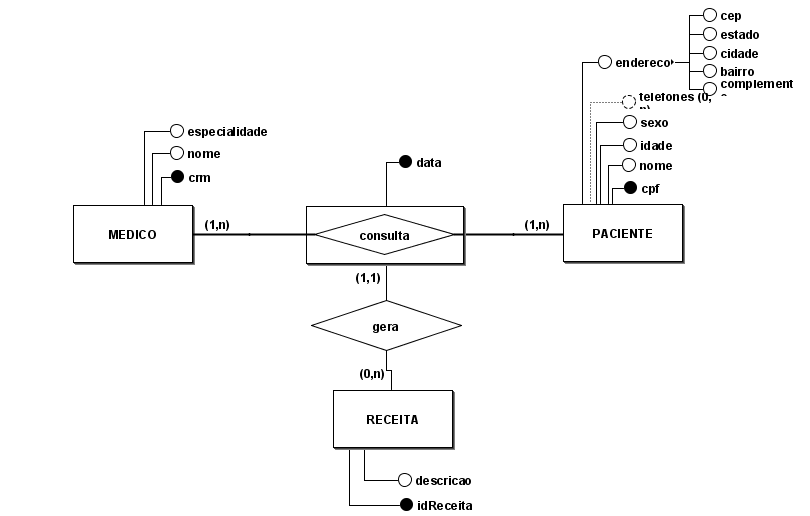 cep
estado
endereco
cidade
bairro
complement
telefones (0,
n)
especialidade
sexo
nome
idade
data
nome
crm
cpf
MEDICO
(1,n)
consulta
(1,n)
PACIENTE
(1,1)
gera
(0,n)
RECEITA
descricao
idReceita